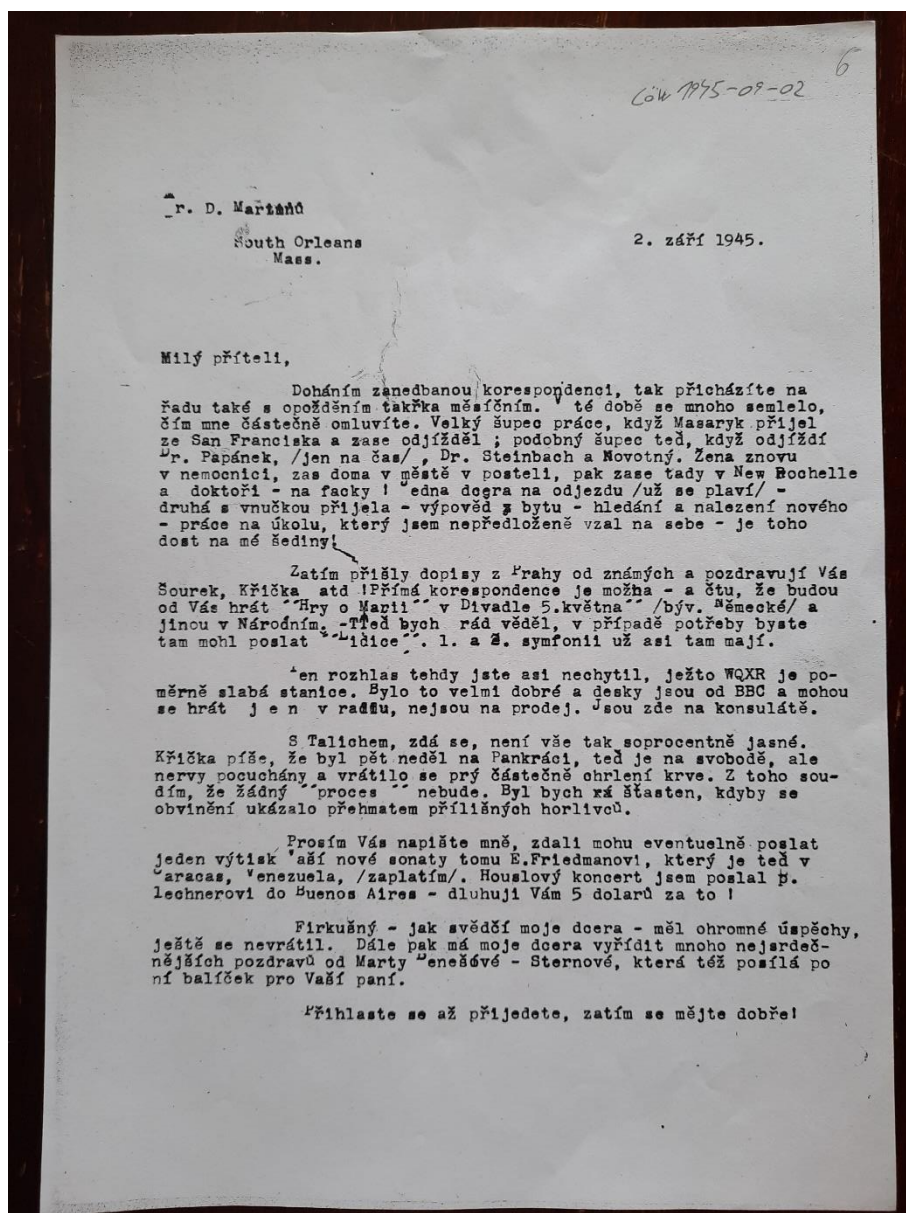 6
Löw 1945-09-02
Dr. D. Martinů
South Orleans 2. září 1945.
Mass.
Milý příteli,
Doháním zanedbanou korespondenci, tak přicházíte na
řadu také s opožděním takřka měsíčním. V té době se mnoho semlelo,
čím mne částečně omluvíte. Velký šupec práce, když Masaryk přijel
ze San Franciska a zase odjížděl ; podobný šupec teď, když odjíždí
Dr. Papánek, /jen na čas/ , Dr. Steinbach a Novotný. Žena znovu
v nemocnici, zas doma v městě v posteli, pak zase tady v New Rochelle
a doktoři - na facky ! Jedna dcera na odjezdu /už se plaví/ -
druhá s vnučkou přijela - výpověd z bytu - hledání a nalezení nového
- práce na úkolu, který jsem nepředloženě vzal na sebe - je toho
dost na mé šediny!
Zatím přišly dopisy z Prahy od známých a pozdravují Vás
Šourek, Křička atd !Přímá korespondence je možna - a čtu, že budou
od Vás hrát ´´Hry o Marii´´ v Divadle 5.května´´ /býv. Německé/ a
jinou v Národním. -Teď bych rád věděl, v případě potřeby byste
tam mohl poslat ´´Lidice´´. 1. a 2. symfonii už asi tam mají.
Ten rozhlas tehdy jste asi nechytil, ježto WQXR je po-
měrně slabá stanice. Bylo to velmi dobré a desky jsou od BBC a mohou
se hrát j e n v radiu, nejsou na prodej. Jsou zde na konsulátě.
S Talichem, zdá se, není vše tak soprocentně jasné.
Křička píše, že byl pět neděl na Pankráci, teď je na svobodě, ale
nervy pocuchány a vrátilo se prý částečně chrlení krve. Z toho sou-
dím, že žádný ´´proces ´´ nebude. Byl bych rá šťasten, kdyby se
obvinění ukázalo přehmatem přílišných horlivců.
Prosím Vás napište mně, zdali mohu eventuelně poslat
jeden výtisk Vaší nové sonaty tomu E.Friedmanovi, který je teď v
Caracas, Venezuela, /zaplatím/. Houslový koncert jsem poslal p.
lechnerovi do Buenos Aires - dluhuji Vám 5 dolarů za to !
Firkušný - jak svědčí moje dcera - měl ohromné úspěchy,
ještě se nevrátil. Dále pak má moje dcera vyřídit mnoho nejsrdeč-
nějších pozdravů od Marty Benešové - Sternové, která též posílá po
ní balíček pro Vaší paní.
Přihlaste se až přijedete, zatím se mějte dobře!